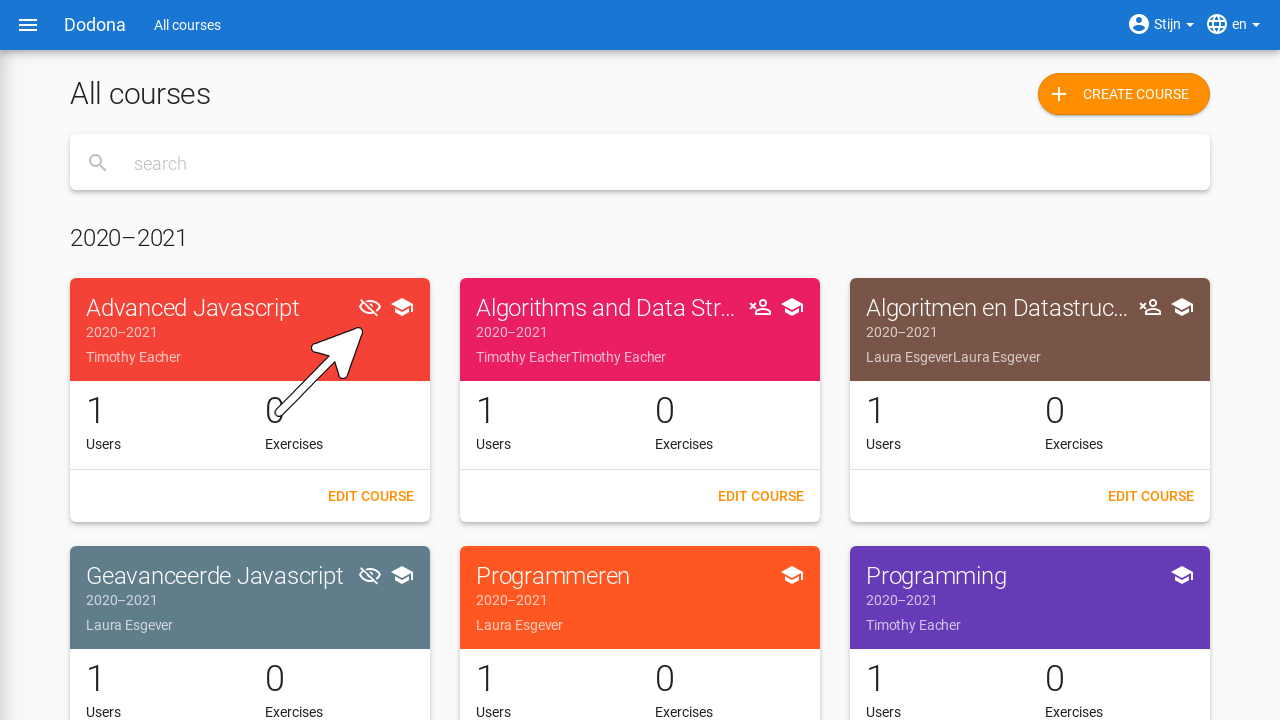 Dodona All courses Stijn en
All courses
CREATE COURSE
search
2020–2021
Advanced Javascript
2020–2021
Timothy Eacher
1 0
Users Exercises
EDIT COURSE
Algorithms and Data Str...
2020–2021
Timothy EacherTimothy Eacher
1 0
Users Exercises
EDIT COURSE
Algoritmen en Datastruc...
2020–2021
Laura EsgeverLaura Esgever
1 0
Users Exercises
EDIT COURSE
Geavanceerde Javascript
2020–2021
Laura Esgever
1 0
Users Exercises
Programmeren
2020–2021
Laura Esgever
1 0
Users Exercises
Programming
2020–2021
Timothy Eacher
1 0
Users Exercises